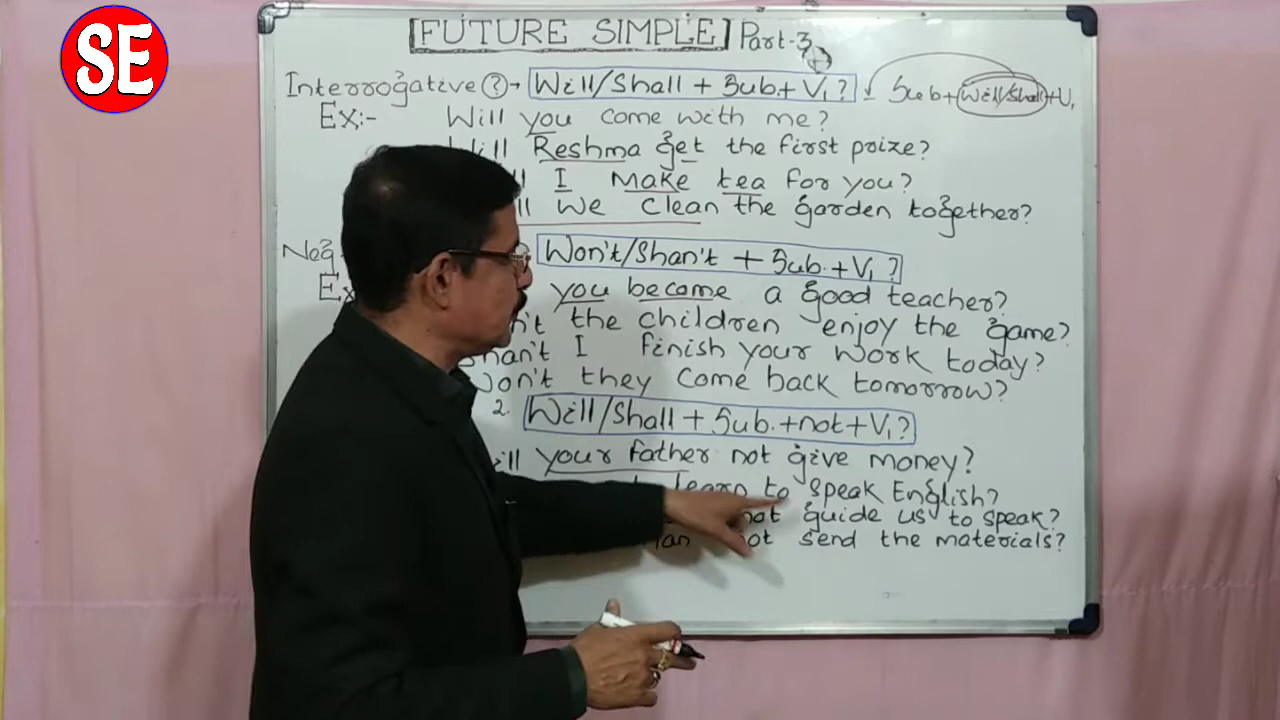 SE
[FUTURE SIMPLE] Part-3
Interrogative (?) → Will/Shall + Sub + V₁ ? Sub + Will/Shall + V₁
Ex:- Will you come with me?
Reshma get the first prize?
I make tea for you?
we clean the garden together?
Neg Won't/Shan't + Sub. + V₁ ?
Ex you become a good teacher?
the children enjoy the game?
Shan't I finish your work today?
Won't they come back tomorrow?
2. Will/Shall + Sub. + not + V₁ ?
your father not give money?
learn to speak English?
not guide us to speak?
not send the materials?